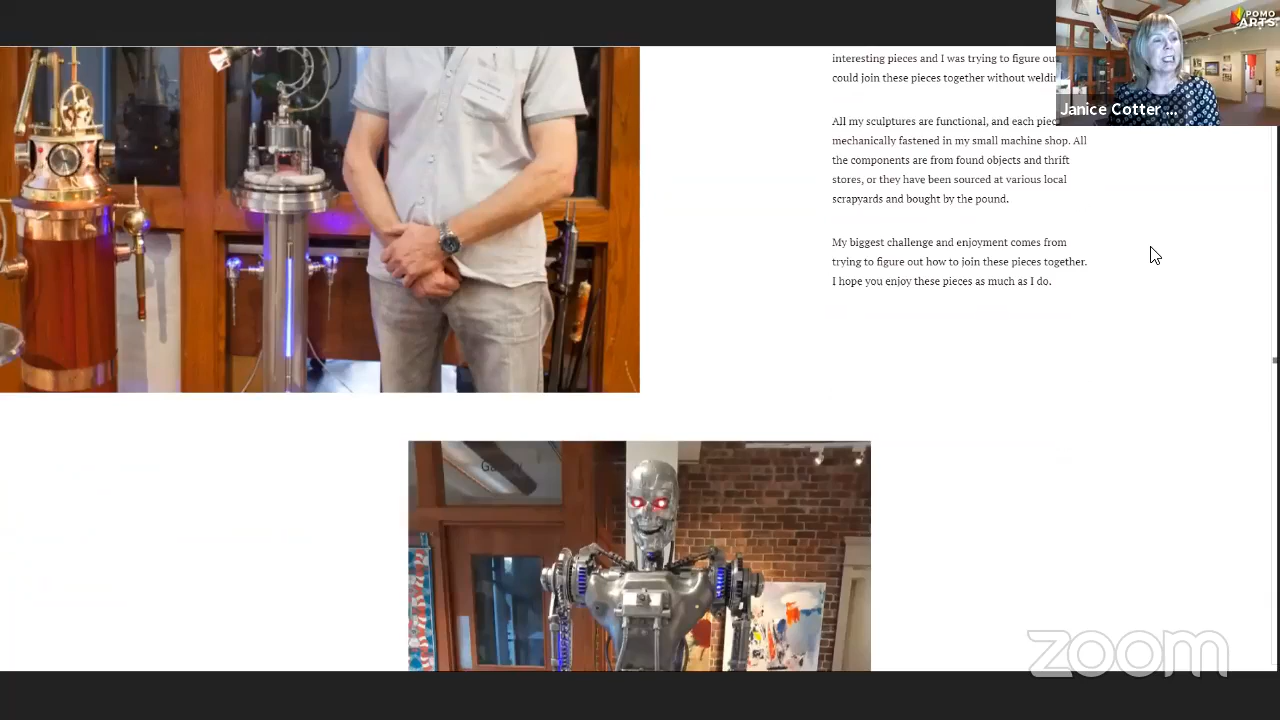 POMO
ARTS
interesting pieces and I was trying to figure ou
could join these pieces together without weldin
Janice Cotter ...
All my sculptures are functional, and each piec
mechanically fastened in my small machine shop. All
the components are from found objects and thrift
stores, or they have been sourced at various local
scrapyards and bought by the pound.
My biggest challenge and enjoyment comes from
trying to figure out how to join these pieces together.
I hope you enjoy these pieces as much as I do.
Gallery
zoom